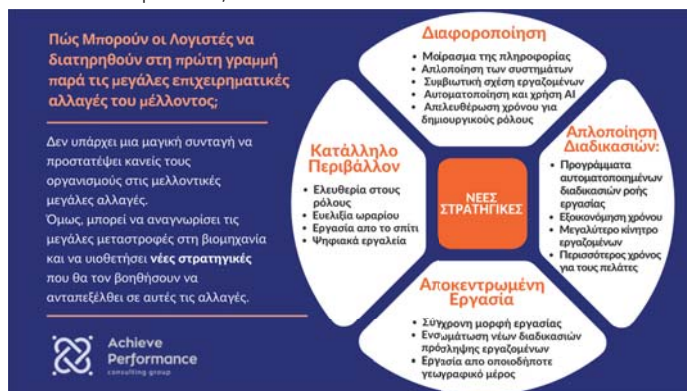 Πώς Μπορούν οι Λογιστές να
διατηρηθούν στη πρώτη γραμμή
παρά τις μεγάλες επιχειρηματικές
αλλαγές του μέλλοντος;
Δεν υπάρχει μια μαγική συνταγή να
προστατέψει κανείς τους
οργανισμούς στις μελλοντικές
μεγάλες αλλαγές.
Όμως, μπορεί να αναγνωρίσει τις
μεγάλες μεταστροφές στη βιομηχανία
και να υιοθετήσει νέες στρατηγικές
που θα τον βοηθήσουν να
ανταπεξέλθει σε αυτές τις αλλαγές.
Achieve
Performance
consulting group
Διαφοροποίηση
• Μοίρασμα της πληροφορίας
• Απλοποίηση των συστημάτων
• Συμβιωτική σχέση εργαζομένων
• Αυτοματοποίηση και χρήση AI
• Απελευθέρωση χρόνου για
δημιουργικούς ρόλους
Κατάλληλο
Περιβάλλον
• Ελευθερία στους
ρόλους
• Ευελιξία ωραρίου
• Εργασία απο το σπίτι
• Ψηφιακά εργαλεία
ΝΕΕΣ
ΣΤΡΑΤΗΓΙΚΕΣ
Απλοποίηση
Διαδικασιών:
• Προγράμματα
αυτοματοποιημένων
διαδικασιών ροής
εργασίας
• Εξοικονόμηση χρόνου
• Μεγαλύτερο κίνητρο
εργαζομένων
• Περισσότερος χρόνος
για τους πελάτες
Αποκεντρωμένη
Εργασία
• Σύγχρονη μορφή εργασίας
• Ενσωμάτωση νέων διαδικασιών
πρόσληψης εργαζομένων
• Εργασία απο οποιοδήποτε
γεωγραφικό μέρος